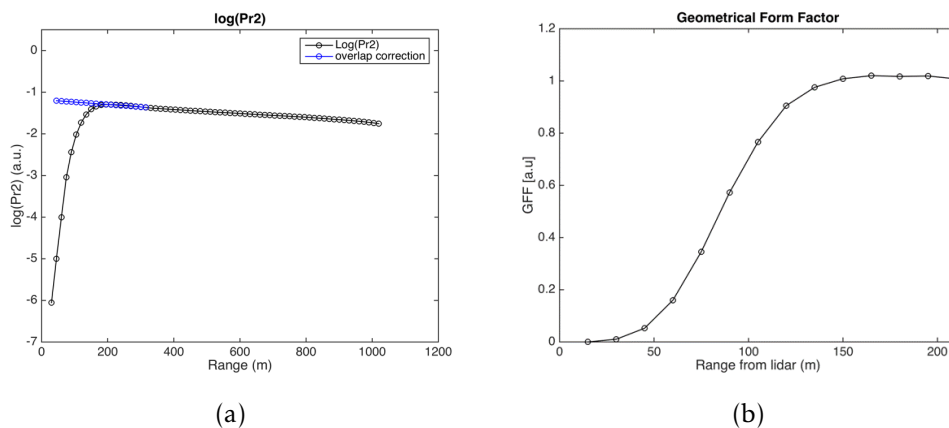 log(Pr2)
0
-1
-2
-3
-4
-5
-6
-7
log(Pr2) (a.u.)
Log(Pr2)
overlap correction
0 200 400 600 800 1000 1200
Range (m)
(a)
Geometrical Form Factor
1.2
1
0.8
0.6
0.4
0.2
0
GFF [a.u]
0 50 100 150 200
Range from lidar (m)
(b)